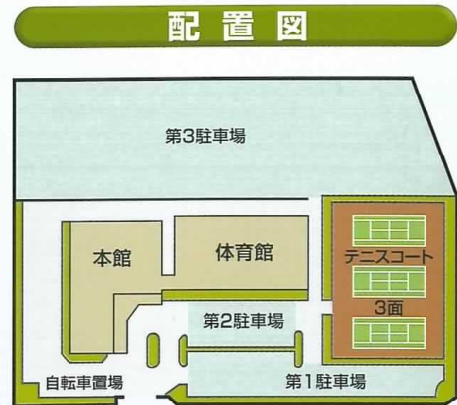 配置図
第3駐車場
本館
体育館
テニスコート
3面
第2駐車場
自転車置場
第1駐車場